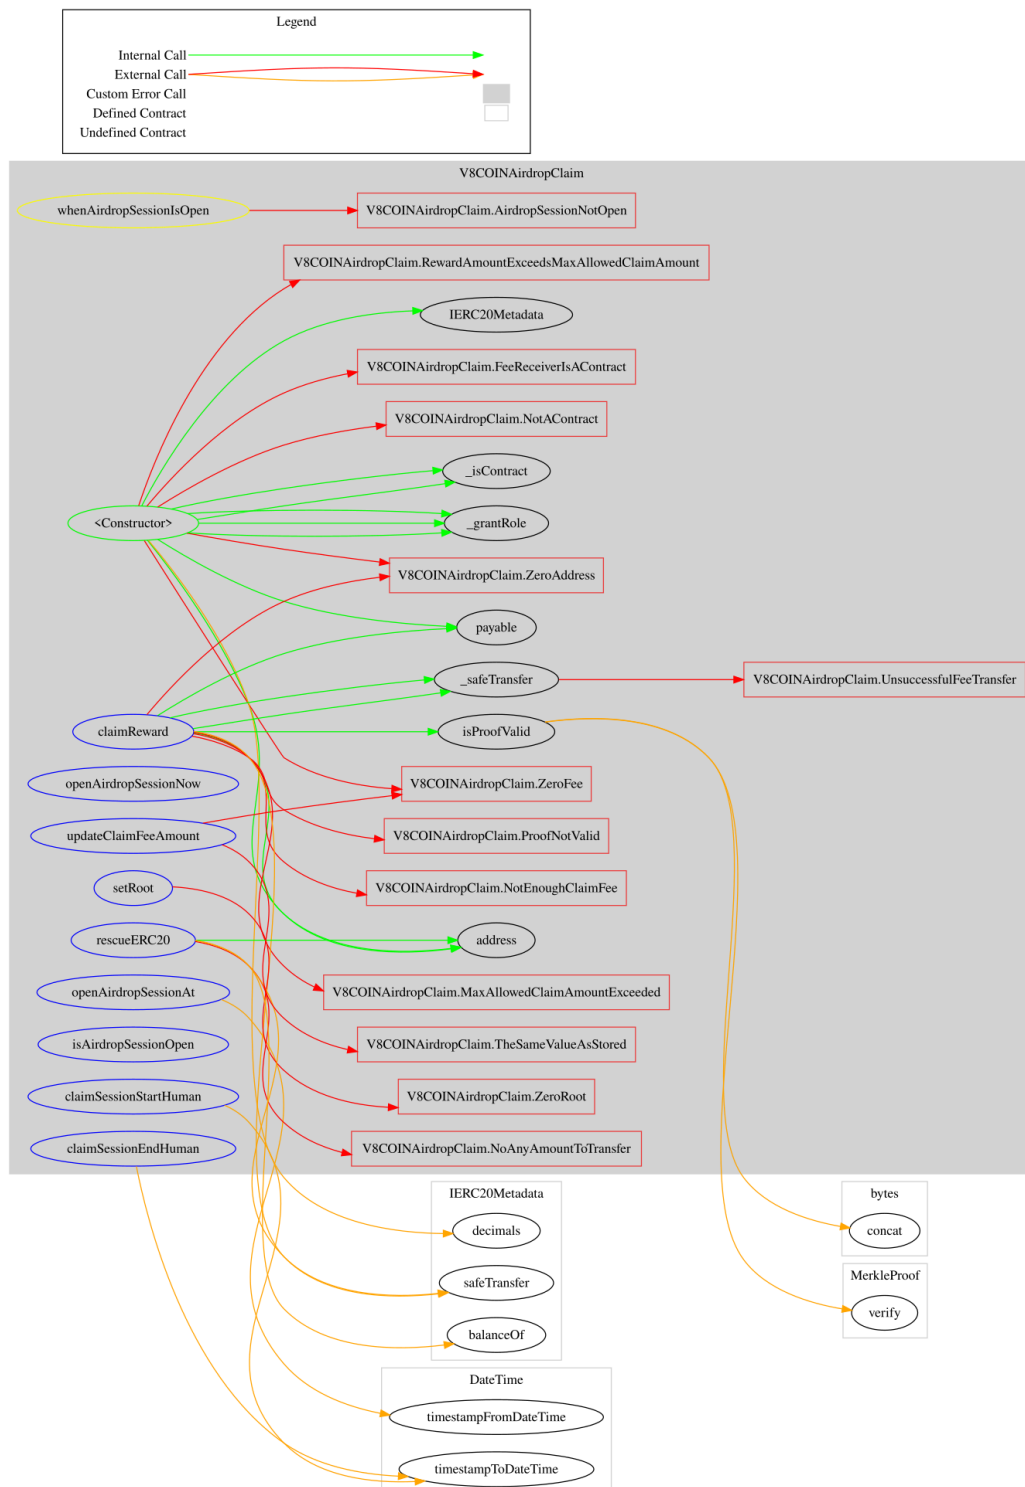 Legend
Internal Call
External Call
Custom Error Call
Defined Contract
Undefined Contract
V8COINAirdropClaim
whenAirdropSessionIsOpen
V8COINAirdropClaim.AirdropSessionNotOpen
V8COINAirdropClaim.RewardAmountExceedsMaxAllowedClaimAmount
IERC20Metadata
V8COINAirdropClaim.FeeReceiverIsAContract
V8COINAirdropClaim.NotAContract
_isContract
<Constructor>
_grantRole
V8COINAirdropClaim.ZeroAddress
payable
_safeTransfer
V8COINAirdropClaim.UnsuccessfulFeeTransfer
claimReward
isProofValid
openAirdropSessionNow
V8COINAirdropClaim.ZeroFee
updateClaimFeeAmount
V8COINAirdropClaim.ProofNotValid
setRoot
V8COINAirdropClaim.NotEnoughClaimFee
rescueERC20
address
openAirdropSessionAt
V8COINAirdropClaim.MaxAllowedClaimAmountExceeded
isAirdropSessionOpen
V8COINAirdropClaim.TheSameValueAsStored
claimSessionStartHuman
V8COINAirdropClaim.ZeroRoot
claimSessionEndHuman
V8COINAirdropClaim.NoAnyAmountToTransfer
IERC20Metadata
decimals
safeTransfer
balanceOf
bytes
concat
MerkleProof
verify
DateTime
timestampFromDateTime
timestampToDateTime